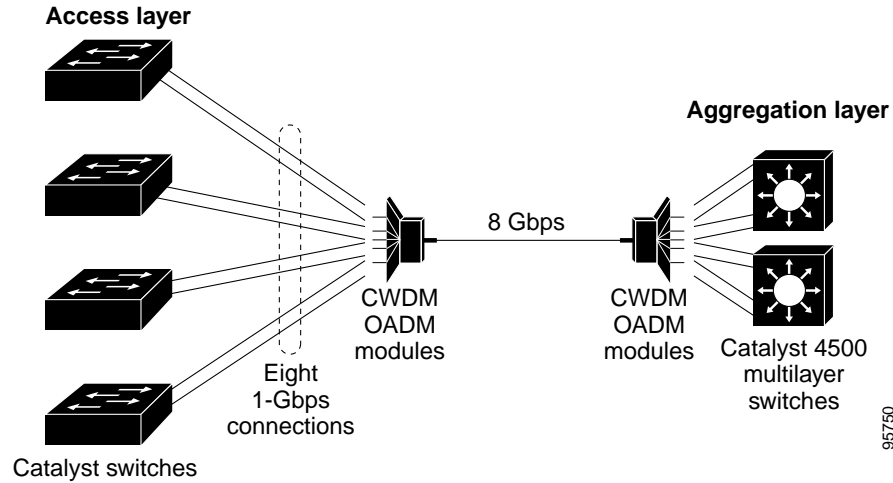 Access layer
Aggregation layer
8 Gbps
CWDM
OADM
modules
CWDM
OADM
modules
Catalyst 4500
multilayer
switches
Eight
1-Gbps
connections
Catalyst switches
95750